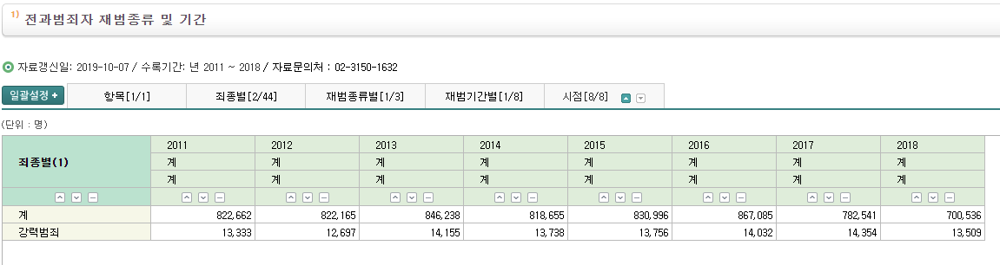 1) 전과범죄자 재범종류 및 기간
자료갱신일: 2019-10-07 / 수록기간: 년 2011 ~ 2018 / 자료문의처 : 02-3150-1632
일괄설정 + 항목[1/1] 죄종별[2/44] 재범종류별[1/3] 재범기간별[1/8] 시점[8/8]
(단위 : 명)
죄종별(1) 2011 2012 2013 2014 2015 2016 2017 2018
계 계 계 계 계 계 계 계
계 계 계 계 계 계 계 계
계 822,662 822,165 846,238 818,655 830,996 867,085 782,541 700,536
강력범죄 13,333 12,697 14,155 13,738 13,756 14,032 14,354 13,509